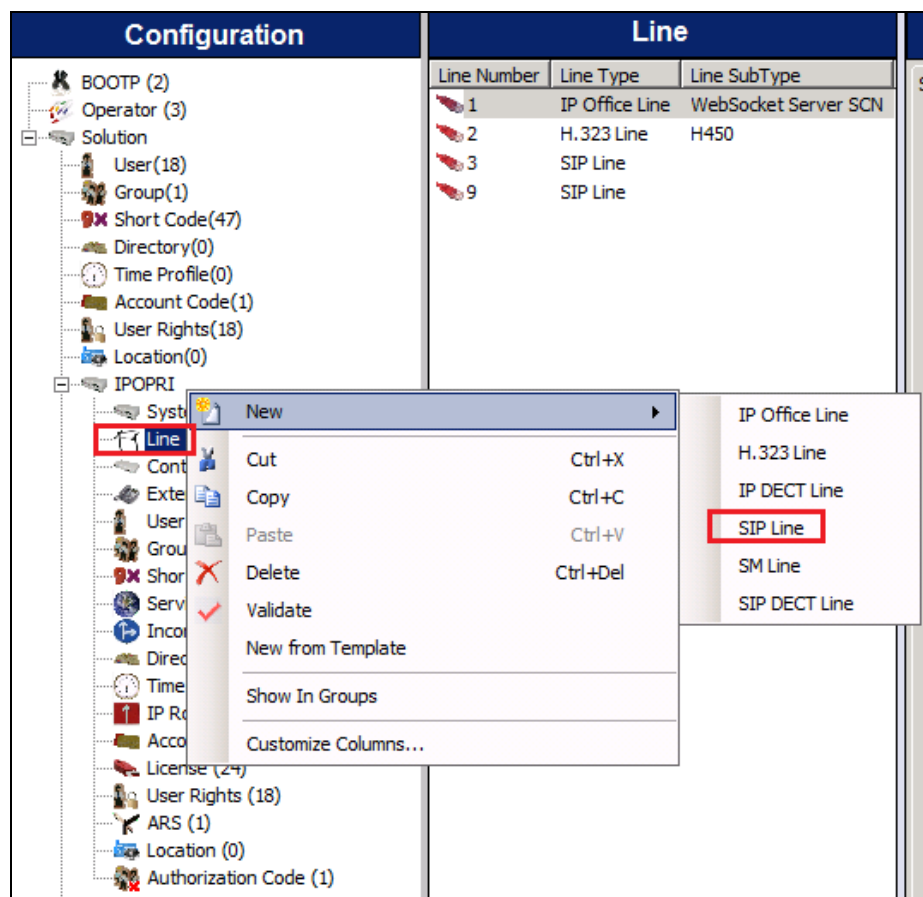 Configuration
BOOTP (2)
Operator (3)
Solution
User(18)
Group(1)
Short Code(47)
Directory(0)
Time Profile(0)
Account Code(1)
User Rights(18)
Location(0)
IPOPRI
Syst
Line
Cont
Exte
User
Grou
Shor
Serv
Incor
Direc
Time
IP Ro
Acco
License (24)
User Rights (18)
ARS (1)
Location (0)
Authorization Code (1)
Line
Line Number Line Type Line SubType
1 IP Office Line WebSocket Server SCN
2 H.323 Line H450
3 SIP Line
9 SIP Line
New
Cut Ctrl+X
Copy Ctrl+C
Paste Ctrl+V
Delete Ctrl+Del
Validate
New from Template
Show In Groups
Customize Columns...
IP Office Line
H.323 Line
IP DECT Line
SIP Line
SM Line
SIP DECT Line